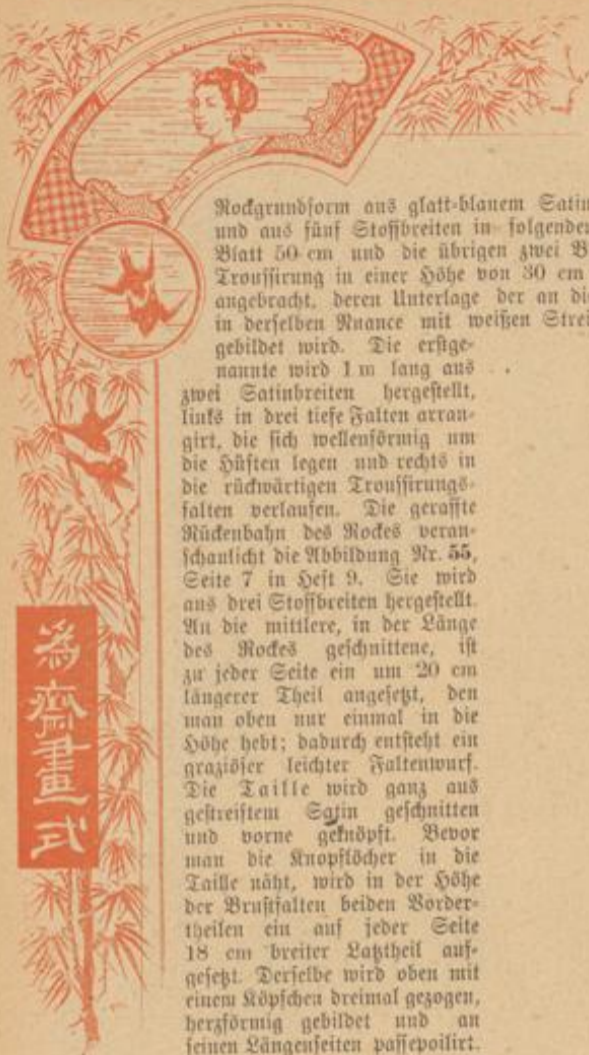 Rockgrundform aus glatt-blauem Satin
und aus fünf Stoffbreiten in folgenden
Blatt 50 cm und die übrigen zwei B
Troussirung in einer Höhe von 30 cm
angebracht, deren Unterlage der an die
in derselben Nuance mit weißen Strei
gebildet wird. Die erstge-
nannte wird 1 m lang aus
zwei Satinbreiten hergestellt,
links in drei tiefe Falten arran-
girt, die sich wellenförmig um
die Hüften legen und rechts in
die rückwärtigen Troussirungs-
falten verlaufen. Die geraffte
Rückenbahn des Rockes veran-
schaulicht die Abbildung Nr. 55,
Seite 7 in Heft 9. Sie wird
aus drei Stoffbreiten hergestellt.
An die mittlere, in der Länge
des Rockes geschnittene, ist
zu jeder Seite ein um 20 cm
längerer Theil angesetzt, den
man oben nur einmal in die
Höhe hebt; dadurch entsteht ein
graziöser leichter Faltenwurf.
Die Taille wird ganz aus
gestreiftem Satin geschnitten
und vorne geknöpft. Bevor
man die Knopflöcher in die
Taille näht, wird in der Höhe
der Brustfalten beiden Vorder-
theilen ein auf jeder Seite
18 cm breiter Latztheil auf-
gesetzt. Derselbe wird oben mit
einem Köpfchen dreimal gezogen,
herzförmig gebildet und an
seinen Längenseiten passepoilirt.
為齋畫式